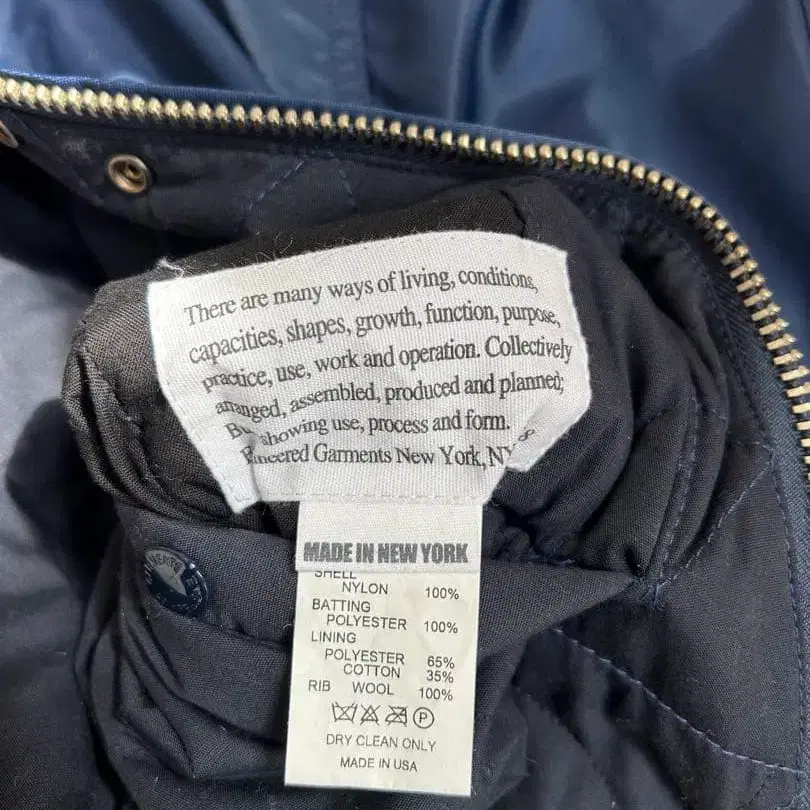 There are many ways of living, conditions,
capacities, shapes, growth, function, purpose,
practice, use, work and operation. Collectively
arranged, assembled, produced and planned;
showing use, process and form.
Garments New York, NY
MADE IN NEW YORK
SHELL
NYLON 100%
BATTING
POLYESTER 100%
LINING
POLYESTER 65%
COTTON 35%
RIB WOOL 100%
P
DRY CLEAN ONLY
MADE IN USA